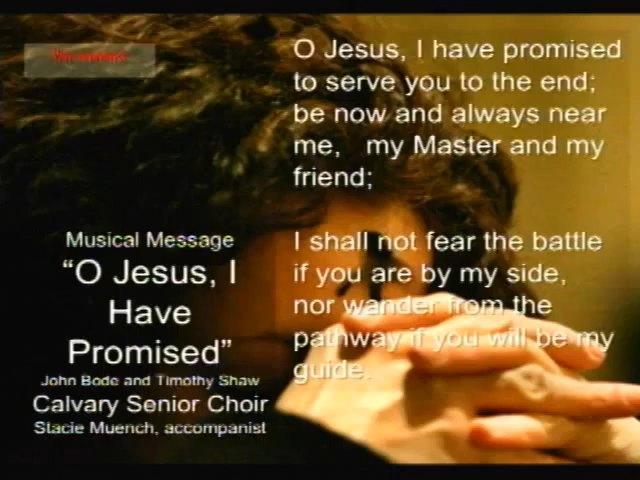 O Jesus, I have promised
to serve you to the end;
be now and always near
me, my Master and my
friend;
I shall not fear the battle
if you are by my side,
nor wander from the
pathway if you will be my
guide.
Musical Message
“O Jesus, I
Have
Promised”
John Bode and Timothy Shaw
Calvary Senior Choir
Stacie Muench, accompanist